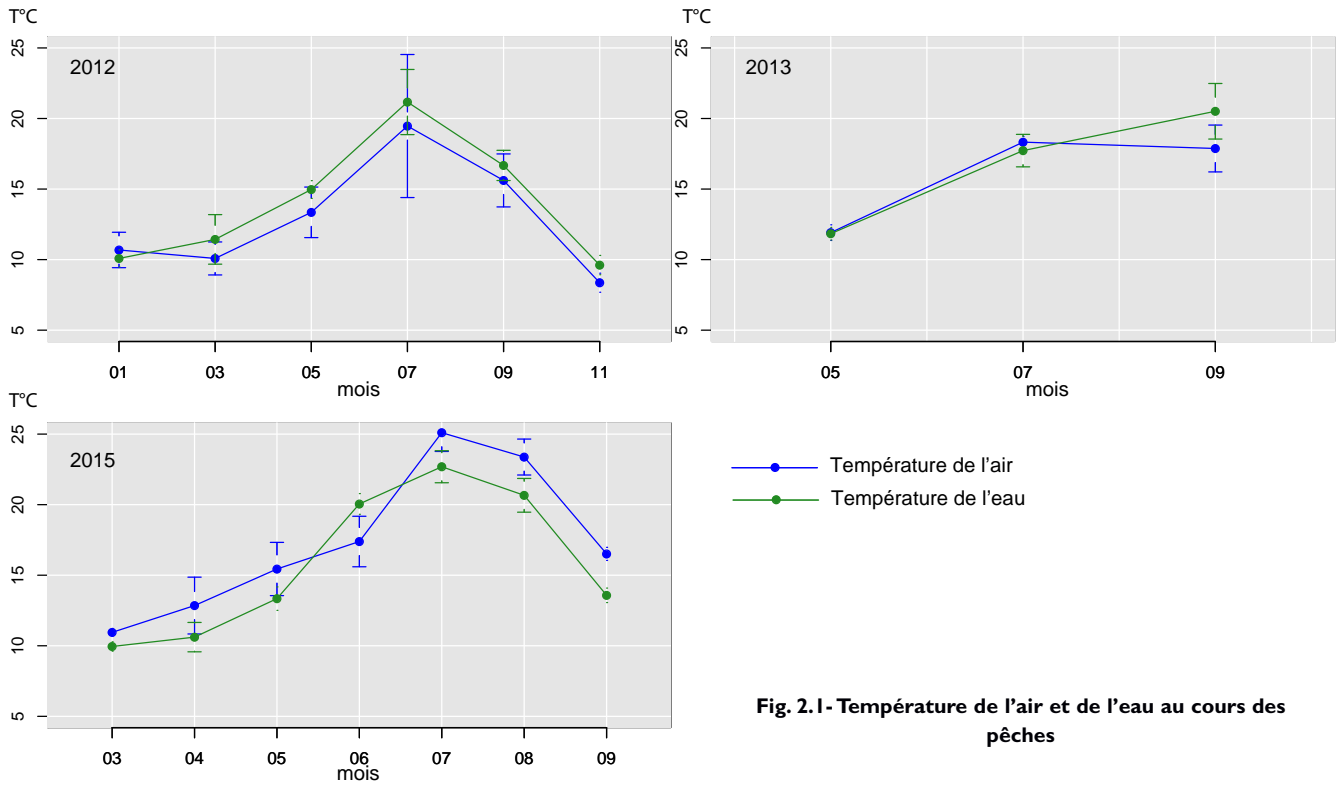 T°C
25
20
15
10
5
2012
01 03 05 07 09 11
mois
T°C
25
20
15
10
5
2013
05 07 09
mois
T°C
25
20
15
10
5
2015
03 04 05 06 07 08 09
mois
Température de l'air
Température de l'eau
Fig. 2.1- Température de l'air et de l'eau au cours des
pêches